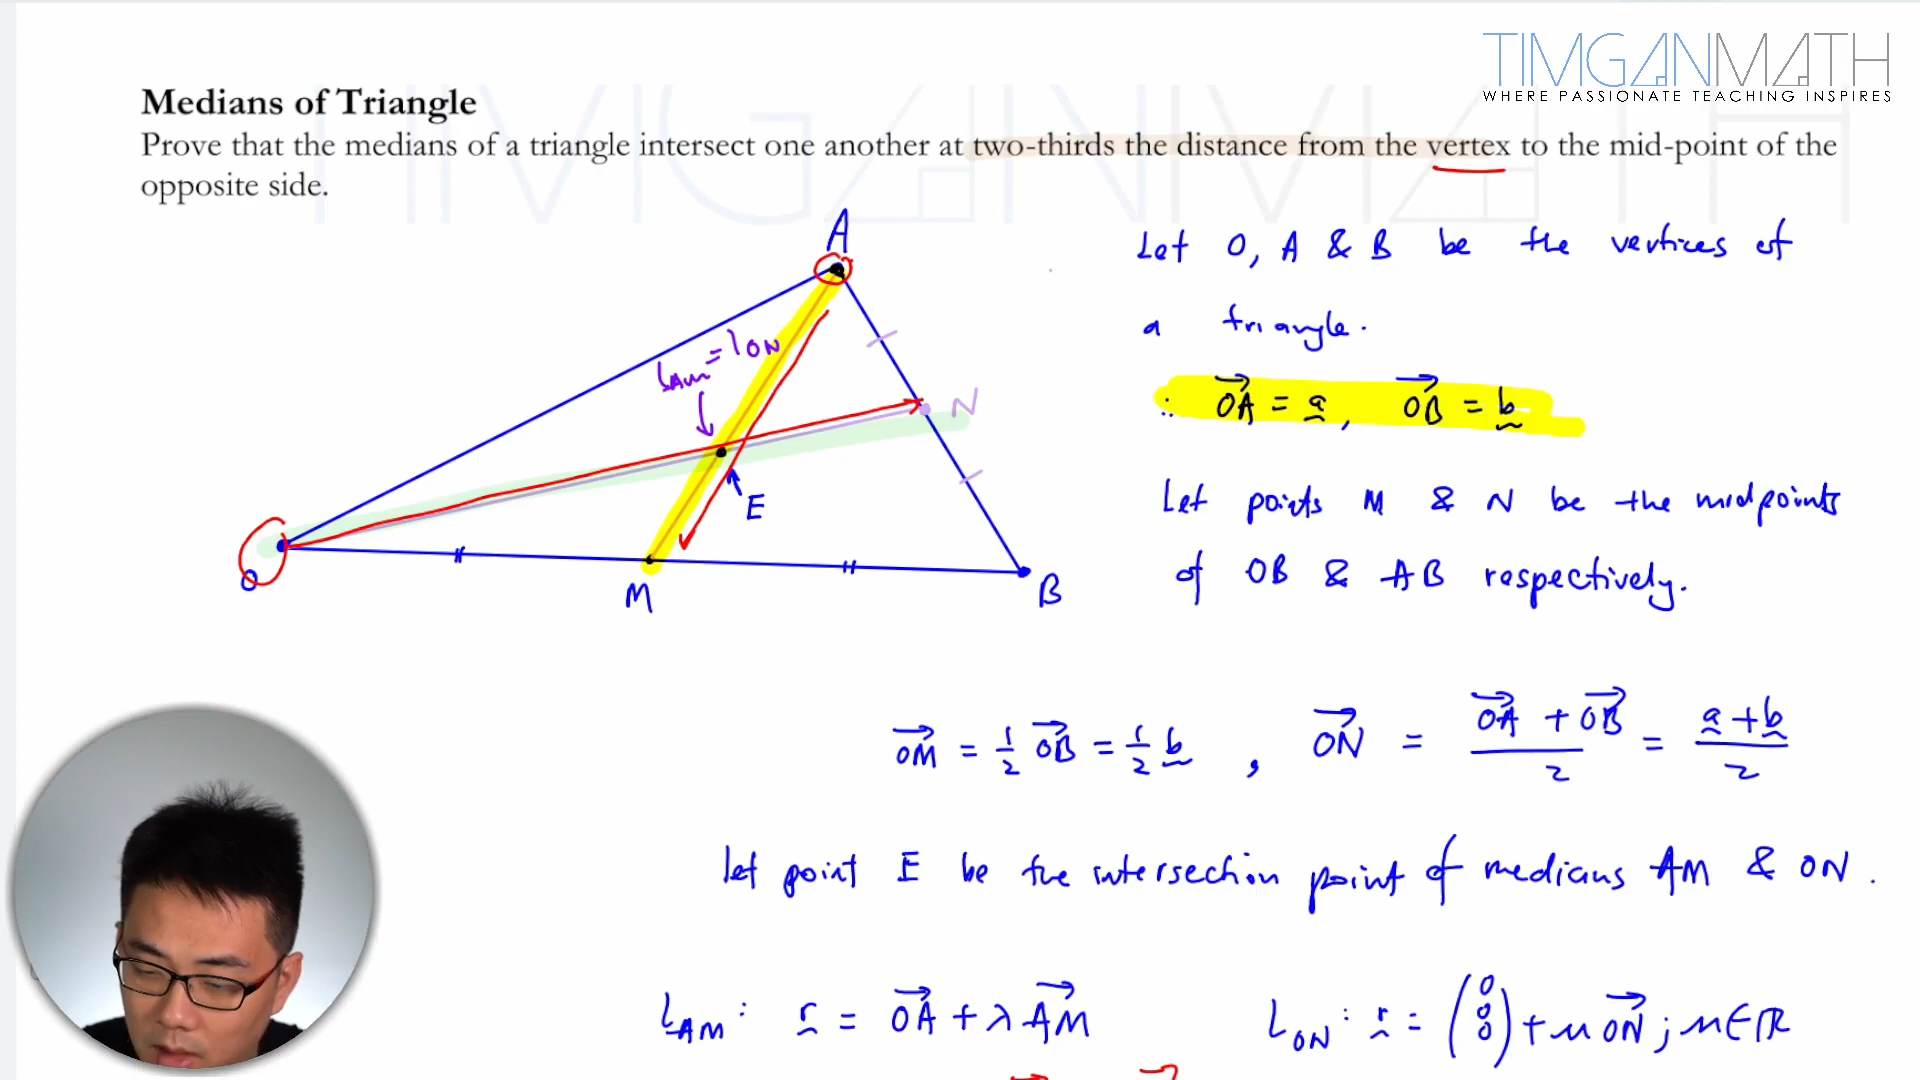 TIMGANMATH
WHERE PASSIONATE TEACHING INSPIRES
Medians of Triangle
Prove that the medians of a triangle intersect one another at two-thirds the distance from the vertex to the mid-point of the
opposite side.
A
Let O, A & B be the vertices of
a triangle.
l_AM = l_ON
∴ →OA = a, →OB = b
N
E
Let points M & N be the midpoints
of OB & AB respectively.
O
M
B
→OM = 1/2 →OB = 1/2 b , →ON = (→OA + →OB)/2 = (a + b)/2
let point E be the intersection point of medians AM & ON.
l_AM : r = →OA + λ →AM
l_ON : r = (0 0 0) + μ →ON ; μ ∈ ℝ